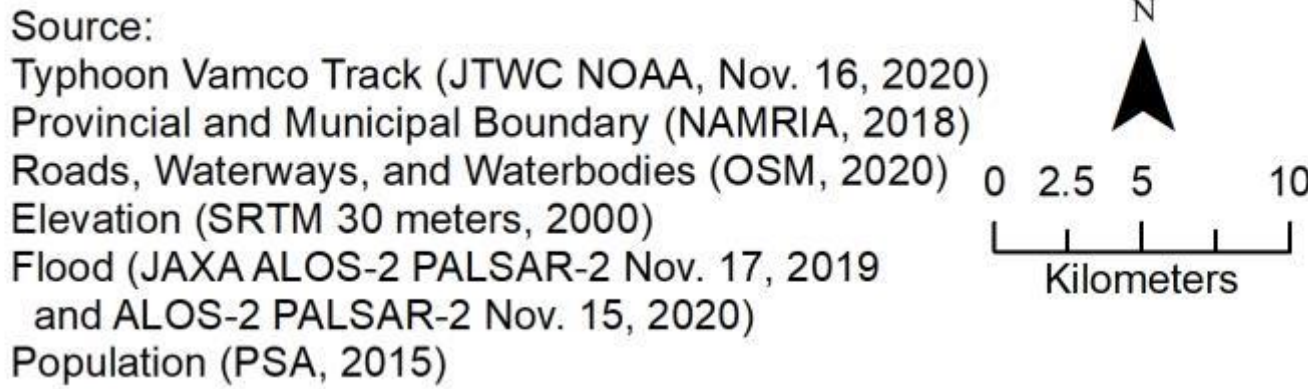 Source:
Typhoon Vamco Track (JTWC NOAA, Nov. 16, 2020)
Provincial and Municipal Boundary (NAMRIA, 2018)
Roads, Waterways, and Waterbodies (OSM, 2020)
Elevation (SRTM 30 meters, 2000)
Flood (JAXA ALOS-2 PALSAR-2 Nov. 17, 2019
and ALOS-2 PALSAR-2 Nov. 15, 2020)
Population (PSA, 2015)
N
0 2.5 5 10
Kilometers